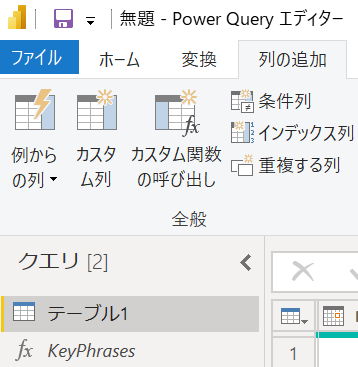 無題 - Power Query エディター
ファイル
ホーム
変換
列の追加
例から
の列
カスタ
ム列
カスタム関数
の呼び出し
条件列
インデックス列
重複する列
全般
クエリ [2]
テーブル1
fx KeyPhrases
1